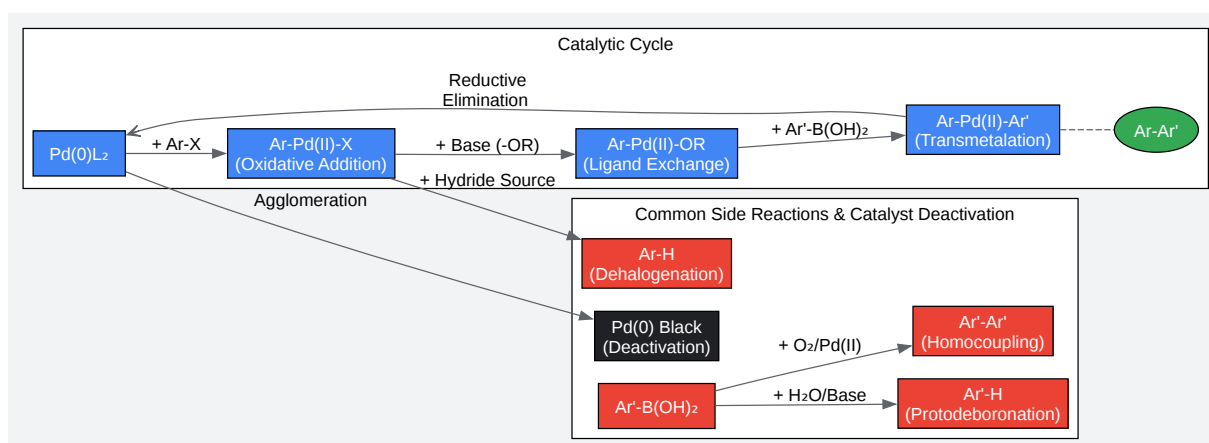 Catalytic Cycle
Reductive
Elimination
Pd(0)L₂
+ Ar-X
Ar-Pd(II)-X
(Oxidative Addition)
+ Base (-OR)
Ar-Pd(II)-OR
(Ligand Exchange)
+ Ar'-B(OH)₂
Ar-Pd(II)-Ar'
(Transmetalation)
Ar-Ar'
+ Hydride Source
Agglomeration
Common Side Reactions & Catalyst Deactivation
Ar-H
(Dehalogenation)
Pd(0) Black
(Deactivation)
Ar'-B(OH)₂
+ O₂/Pd(II)
Ar'-Ar'
(Homocoupling)
+ H₂O/Base
Ar'-H
(Protodeboronation)